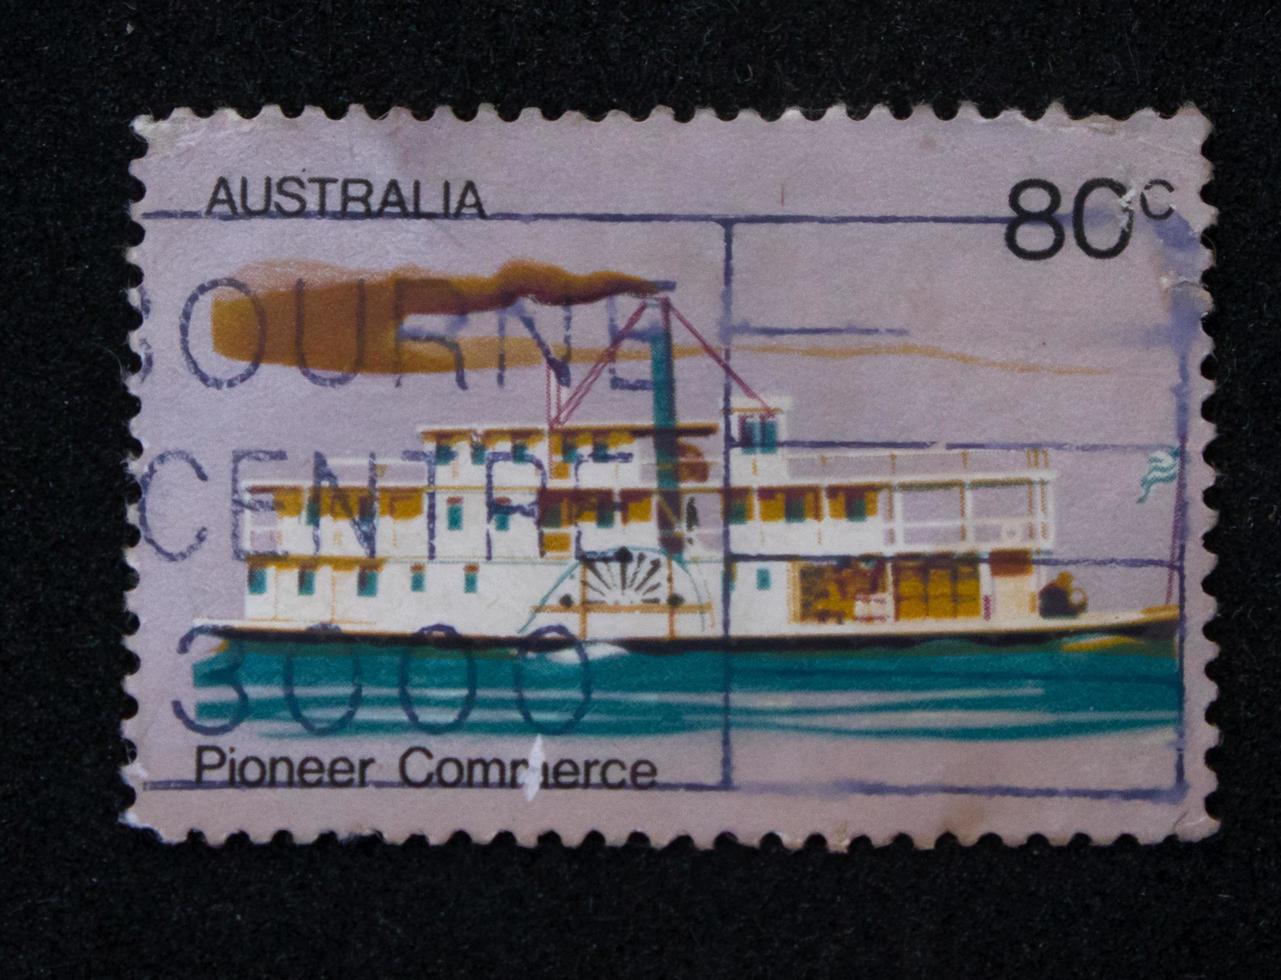 AUSTRALIA
80c
OURNE
CENTRE
3000
Pioneer Commerce